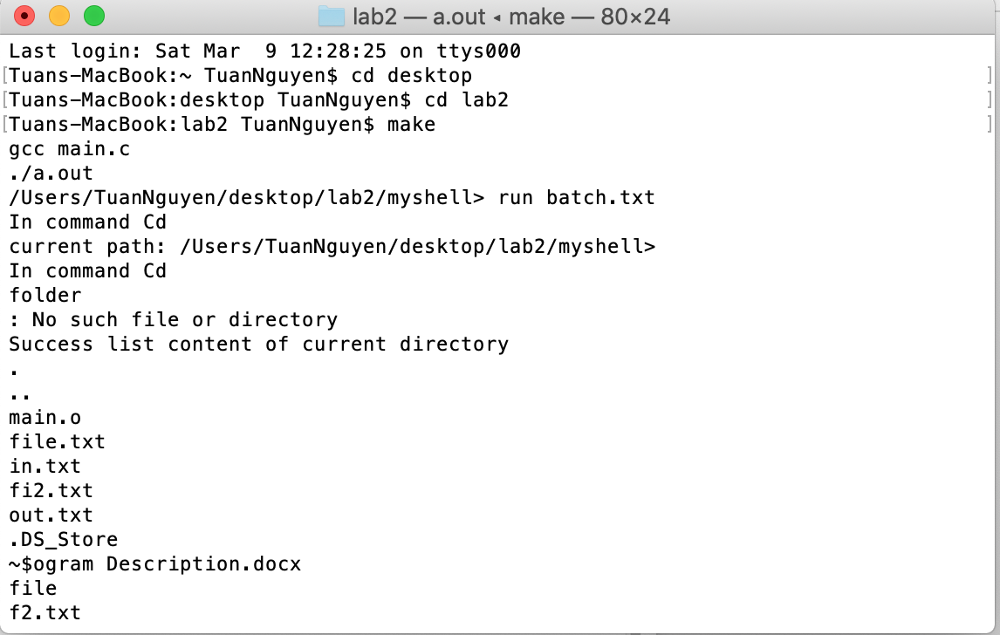 lab2 — a.out ◂ make — 80×24
Last login: Sat Mar  9 12:28:25 on ttys000
[Tuans-MacBook:~ TuanNguyen$ cd desktop ]
[Tuans-MacBook:desktop TuanNguyen$ cd lab2 ]
[Tuans-MacBook:lab2 TuanNguyen$ make ]
gcc main.c
./a.out
/Users/TuanNguyen/desktop/lab2/myshell> run batch.txt
In command Cd
current path: /Users/TuanNguyen/desktop/lab2/myshell>
In command Cd
folder
: No such file or directory
Success list content of current directory
.
..
main.o
file.txt
in.txt
fi2.txt
out.txt
.DS_Store
~$ogram Description.docx
file
f2.txt